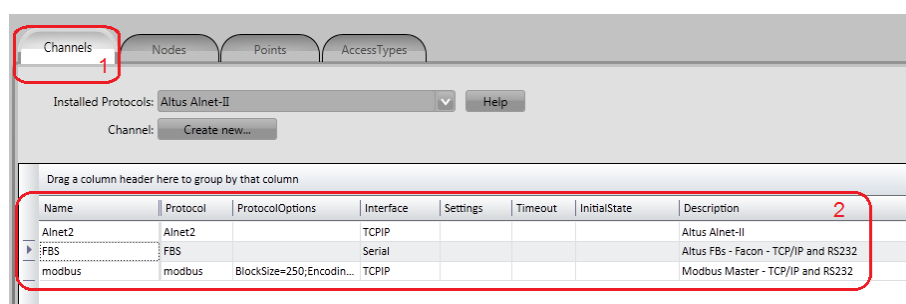 Channels Nodes Points AccessTypes
1
Installed Protocols: Altus Alnet-II Help
Channel: Create new...
Drag a column header here to group by that column
Name Protocol ProtocolOptions Interface Settings Timeout InitialState Description 2
Alnet2 Alnet2 TCPIP Altus Alnet-II
FBS FBS Serial Altus FBs - Facon - TCP/IP and RS232
modbus modbus BlockSize=250;Encodin... TCPIP Modbus Master - TCP/IP and RS232